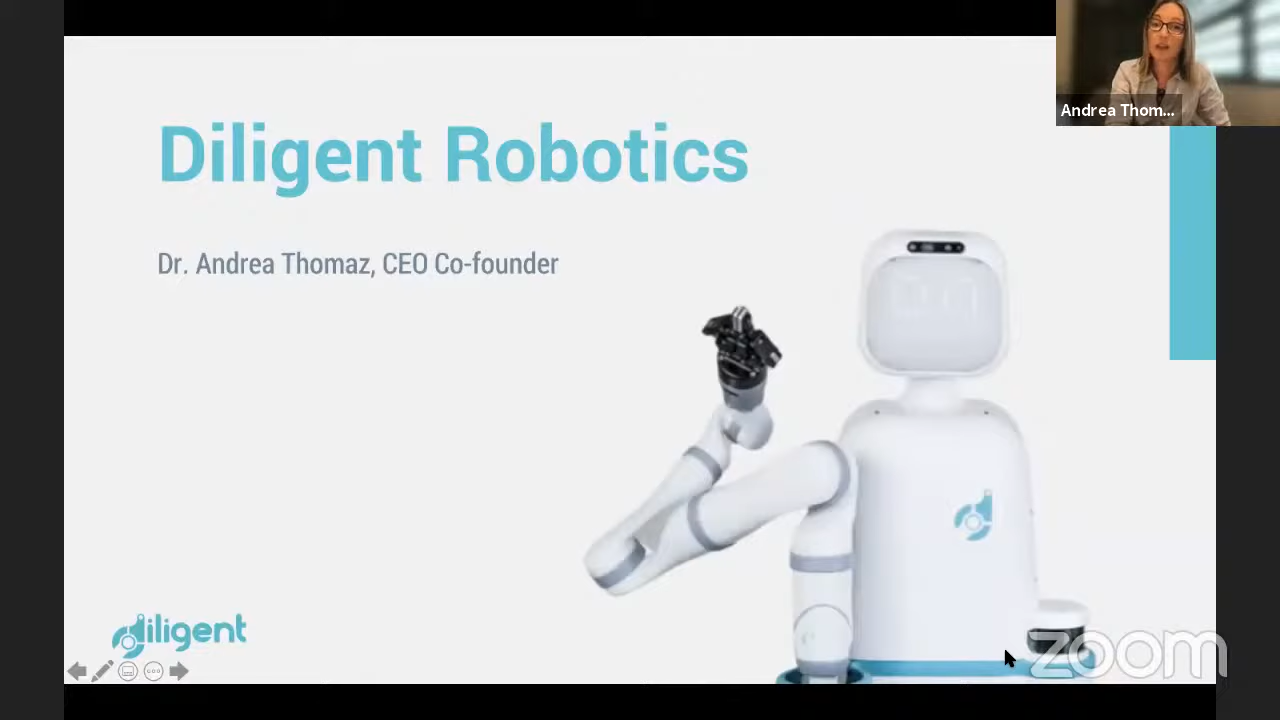 Andrea Thom...
Diligent Robotics
Dr. Andrea Thomaz, CEO Co-founder
diligent
zoom